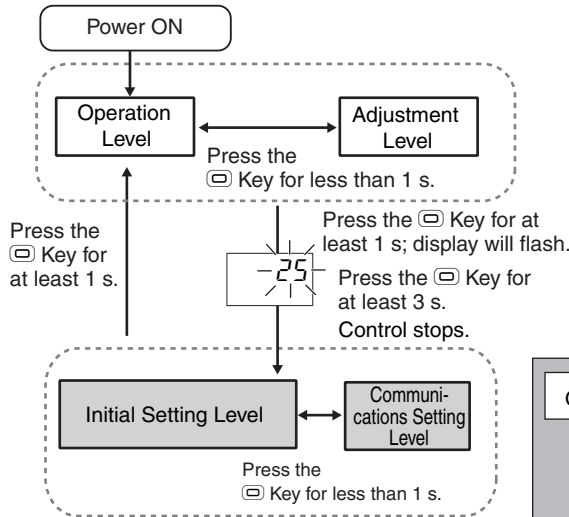 Power ON
Operation
Level
Adjustment
Level
Press the
Key for less than 1 s.
Press the
Key for
at least 1 s.
Press the Key for at
least 1 s; display will flash.
25
Press the Key for
at least 3 s.
Control stops.
Initial Setting Level
Communi-
cations Setting
Level
Press the
Key for less than 1 s.